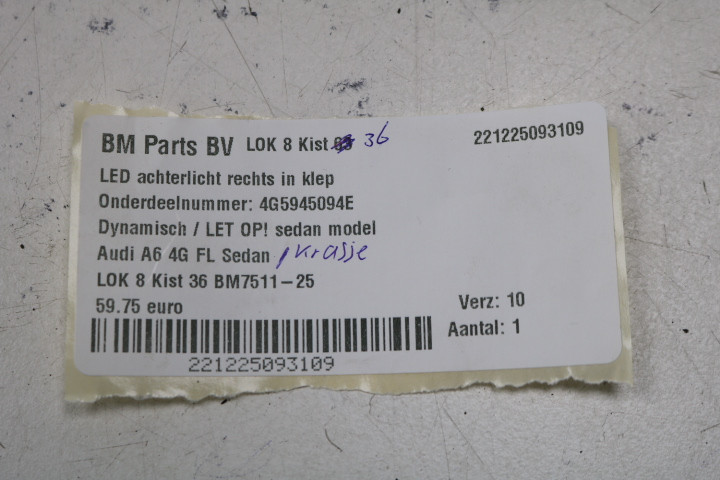 BM Parts BV LOK 8 Kist 36 221225093109
LED achterlicht rechts in klep
Onderdeelnummer: 4G5945094E
Dynamisch / LET OP! sedan model
Audi A6 4G FL Sedan , krasje
LOK 8 Kist 36 BM7511-25
59.75 euro Verz: 10
Aantal: 1
221225093109